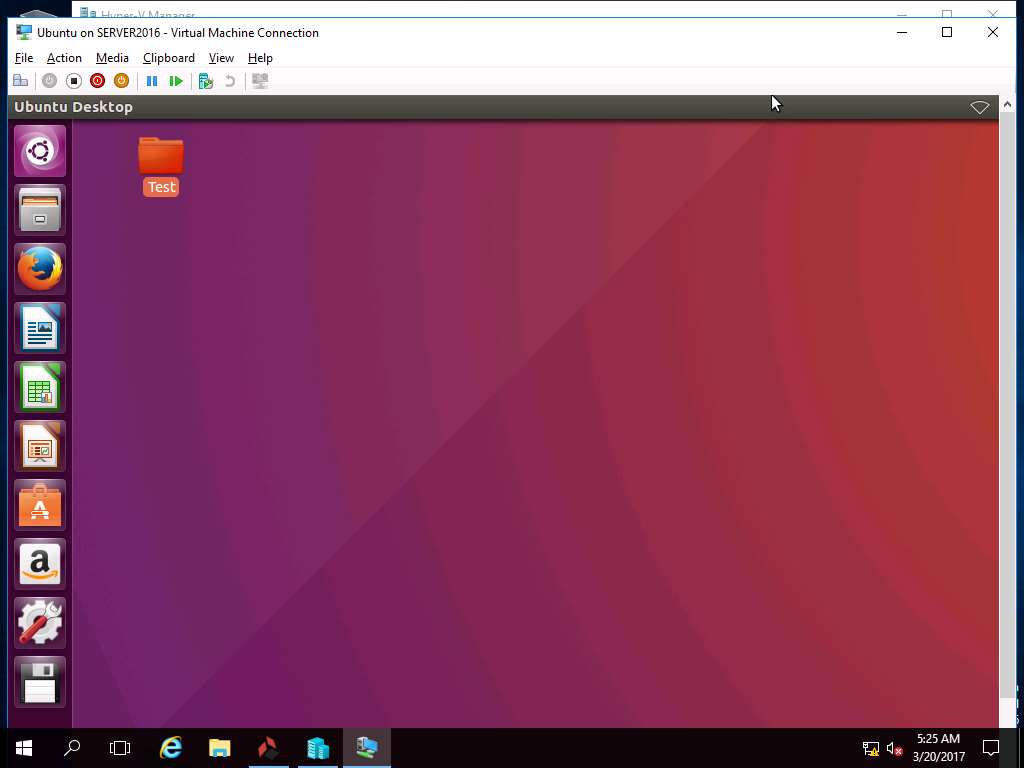 Hyper-V Manager
Ubuntu on SERVER2016 - Virtual Machine Connection
File Action Media Clipboard View Help
Ubuntu Desktop
Test
5:25 AM
3/20/2017